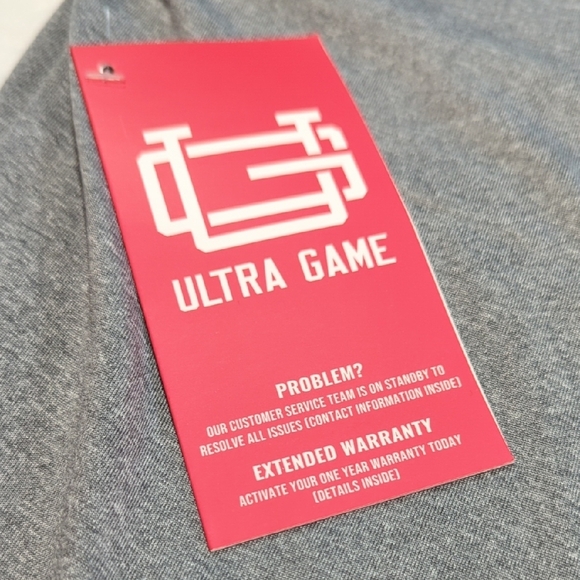 ULTRA GAME
PROBLEM?
OUR CUSTOMER SERVICE TEAM IS ON STANDBY TO
RESOLVE ALL ISSUES (CONTACT INFORMATION INSIDE)
EXTENDED WARRANTY
ACTIVATE YOUR ONE YEAR WARRANTY TODAY
(DETAILS INSIDE)